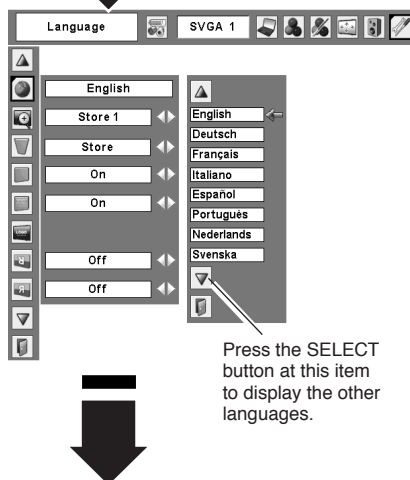 Language
SVGA 1
English
Store 1
Store
On
On
Off
Off
English
Deutsch
Français
Italiano
Español
Português
Nederlands
Svenska
Press the SELECT
button at this item
to display the other
languages.